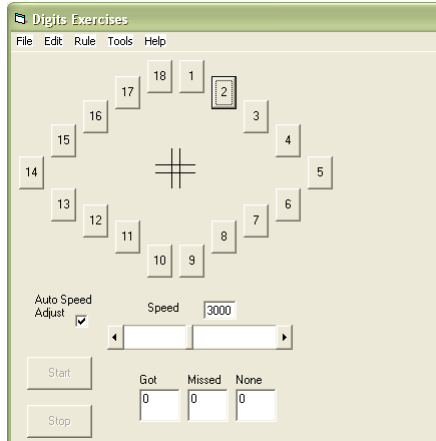 Digits Exercises
File Edit Rule Tools Help
18 1
17 2
16 3
15 4
14 5
13 6
12 7
11 8
10 9
Auto Speed
Adjust
Speed 3000
Start
Stop
Got Missed None
0 0 0